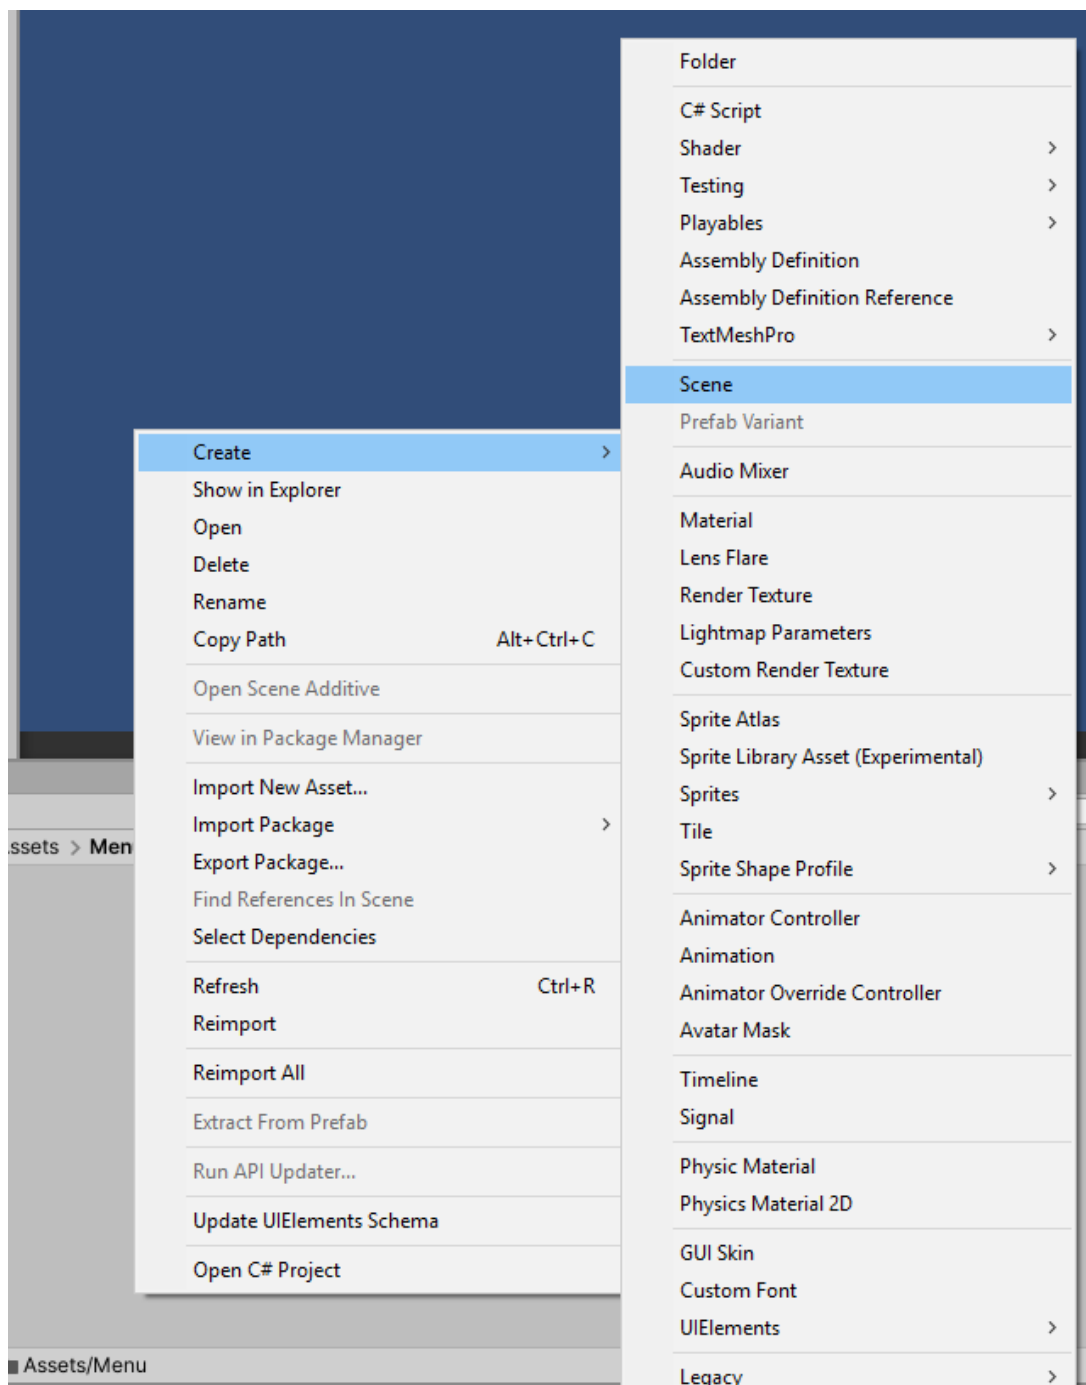 Folder
C# Script
Shader
Testing
Playables
Assembly Definition
Assembly Definition Reference
TextMeshPro
Scene
Prefab Variant
Audio Mixer
Material
Lens Flare
Render Texture
Lightmap Parameters
Custom Render Texture
Sprite Atlas
Sprite Library Asset (Experimental)
Sprites
Tile
Sprite Shape Profile
Animator Controller
Animation
Animator Override Controller
Avatar Mask
Timeline
Signal
Physic Material
Physics Material 2D
GUI Skin
Custom Font
UIElements
Legacy
Create
Show in Explorer
Open
Delete
Rename
Copy Path Alt+Ctrl+C
Open Scene Additive
View in Package Manager
Import New Asset...
Import Package
Export Package...
Find References In Scene
Select Dependencies
Refresh Ctrl+R
Reimport
Reimport All
Extract From Prefab
Run API Updater...
Update UIElements Schema
Open C# Project
ssets > Men
Assets/Menu